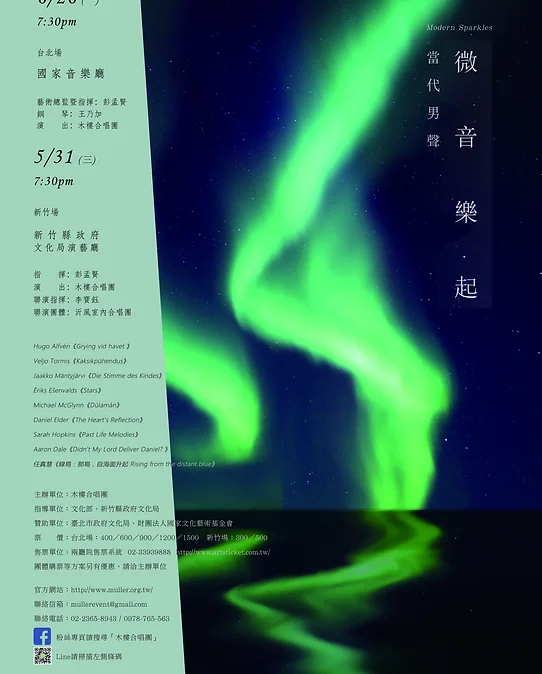 7:30pm
台北場
國家音樂廳
藝術總監暨指揮：彭孟賢
鋼　　琴：王乃加
演　　出：木樓合唱團
5/31 (三)
7:30pm
新竹場
新竹縣政府
文化局演藝廳
指　　揮：彭孟賢
演　　出：木樓合唱團
聯演指揮：李寶鈺
聯演團體：沂風室內合唱團
Hugo Alfvén《Gryning vid havet 》
Veljo Tormis《Kaksikpühendus》
Jaakko Mäntyjärvi《Die Stimme des Kindes》
Ēriks Ešenvalds《Stars》
Michael McGlynn《Dúlamán》
Daniel Elder《The Heart's Reflection》
Sarah Hopkins《Past Life Melodies》
Aaron Dale《Didn't My Lord Deliver Daniel? 》
任真慧《綠島：那島，自海面升起 Rising from the distant blue》
主辦單位：木樓合唱團
指導單位：文化部、新竹縣政府文化局
贊助單位：臺北市政府文化局、財團法人國家文化藝術基金會
票　　價：台北場：400／600／900／1200／1500　新竹場：300／500
售票單位：兩廳院售票系統 02-33939888 http://www.artsticket.com.tw/
團體購票等方案另有優惠，請洽主辦單位
官方網站：http://www.muller.org.tw/
聯絡信箱：mullerevent@gmail.com
聯絡電話：02-2365-8943 / 0978-765-563
粉絲專頁請搜尋「木樓合唱團」
Line請掃描左側條碼
Modern Sparkles
微音樂．起
當代男聲